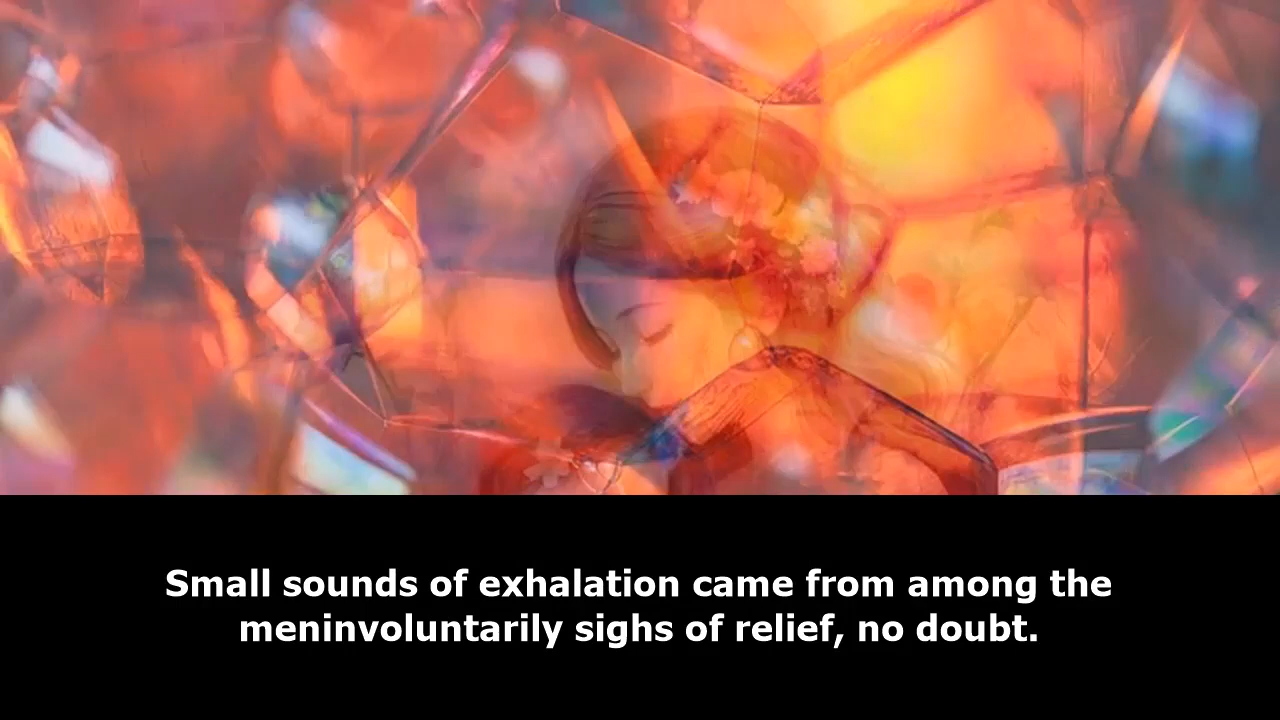 Small sounds of exhalation came from among the
meninvoluntarily sighs of relief, no doubt.